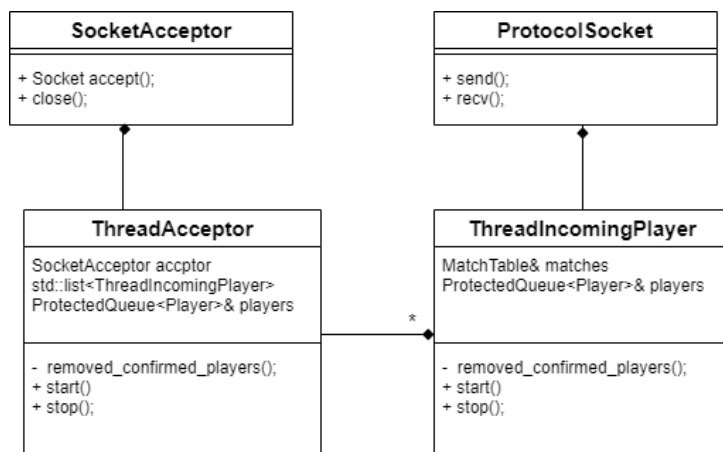 SocketAcceptor
+ Socket accept();
+ close();
ProtocolSocket
+ send();
+ recv();
ThreadAcceptor
SocketAcceptor accptor
std::list<ThreadIncomingPlayer>
ProtectedQueue<Player>& players
- removed_confirmed_players();
+ start()
+ stop();
*
ThreadIncomingPlayer
MatchTable& matches
ProtectedQueue<Player>& players
- removed_confirmed_players();
+ start()
+ stop();